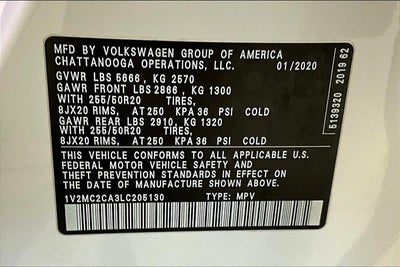 MFD BY VOLKSWAGEN GROUP OF AMERICA
CHATTANOOGA OPERATIONS, LLC. 01/2020
GVWR LBS 5666 , KG 2570
GAWR FRONT LBS 2866 , KG 1300
WITH 255/50R20 TIRES,
8JX20 RIMS, AT 250 KPA 36 PSI COLD
GAWR REAR LBS 2910, KG 1320
WITH 255/50R20 TIRES,
8JX20 RIMS, AT 250 KPA 36 PSI COLD
THIS VEHICLE CONFORMS TO ALL APPLICABLE U.S.
FEDERAL MOTOR VEHICLE SAFETY AND
THEFT PREVENTION STANDARDS IN EFFECT ON THE
DATE OF MANUFACTURE SHOWN ABOVE.
1V2MC2CA3LC205130 TYPE: MPV
5139320 2019 62